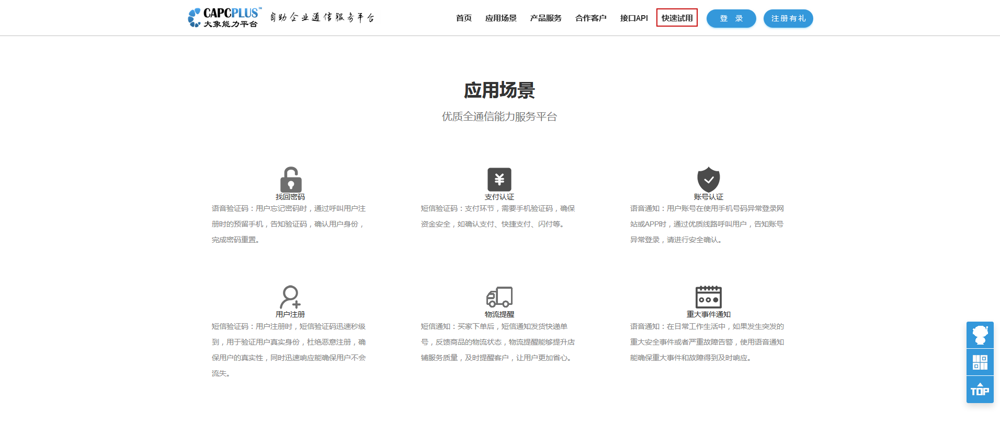 CAPCPLUS™
大象能力平台
自助企业通信服务平台
首页 应用场景 产品服务 合作客户 接口API 快速试用 登 录 注册有礼
应用场景
优质全通信能力服务平台
找回密码
语音验证码：用户忘记密码时，通过呼叫用户注
册时的预留手机，告知验证码，确认用户身份，
完成密码重置。
支付认证
短信验证码：支付环节，需要手机验证码，确保
资金安全，如确认支付、快捷支付、闪付等。
账号认证
语音通知：用户账号在使用手机号码异常登录网
站或APP时，通过优质线路呼叫用户，告知账号
异常登录，请进行安全确认。
用户注册
短信验证码：用户注册时，短信验证码迅速秒级
到，用于验证用户真实身份，杜绝恶意注册，确
保用户的真实性，同时迅速响应能确保用户不会
流失。
物流提醒
短信通知：买家下单后，短信通知发货快递单
号，反馈商品的物流状态，物流提醒能够提升店
铺服务质量，及时提醒客户，让用户更加省心。
重大事件通知
语音通知：在日常工作生活中，如果发生突发的
重大安全事件或者严重故障告警，使用语音通知
能确保重大事件和故障得到及时响应。
TOP